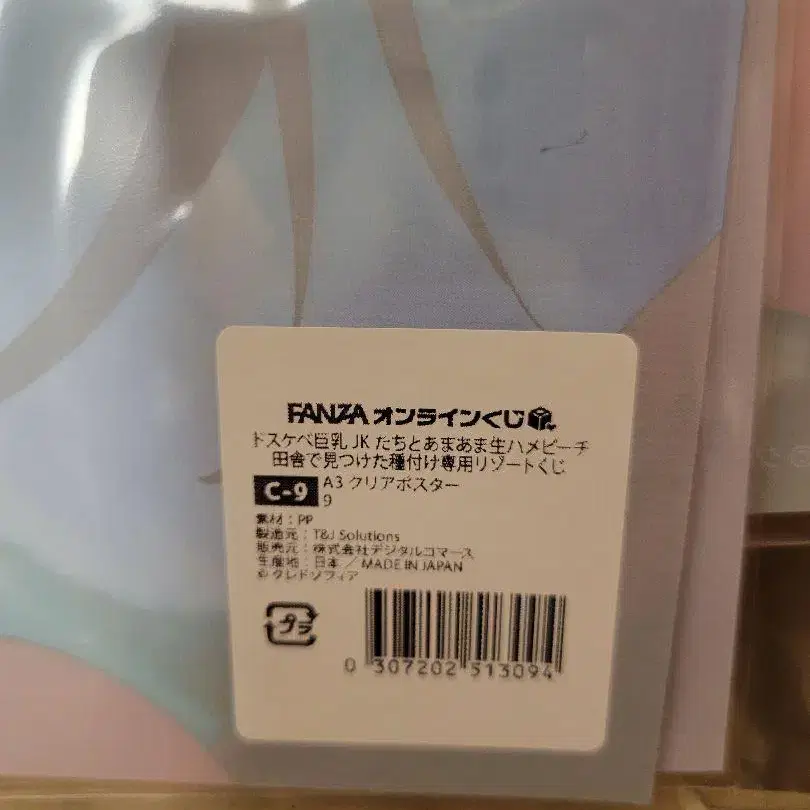 FANZA オンラインくじ
ドスケベ巨乳 JK たちとあまあま生ハメビーチ
田舎で見つけた種付け専用リゾートくじ
C-9 A3 クリアポスター
9
素材：PP
製造元：T&J Solutions
販売元：株式会社デジタルコマース
生産地：日本 / MADE IN JAPAN
© クレドソフィア
プラ
0 307202 513094